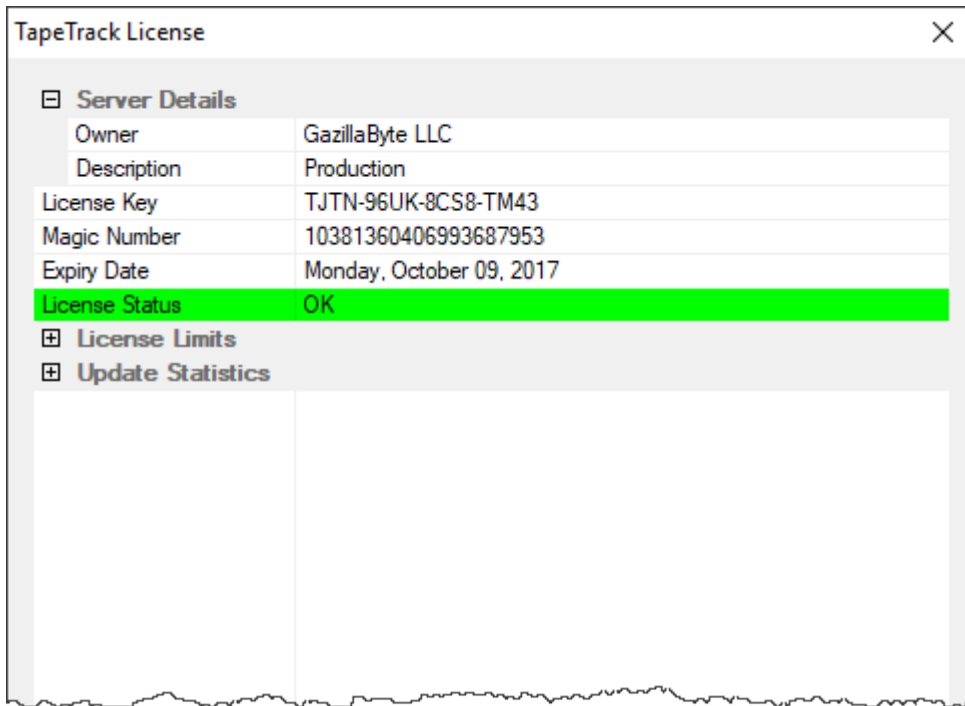 TapeTrack License
Server Details
Owner GazillaByte LLC
Description Production
License Key TJTN-96UK-8CS8-TM43
Magic Number 10381360406993687953
Expiry Date Monday, October 09, 2017
License Status OK
License Limits
Update Statistics